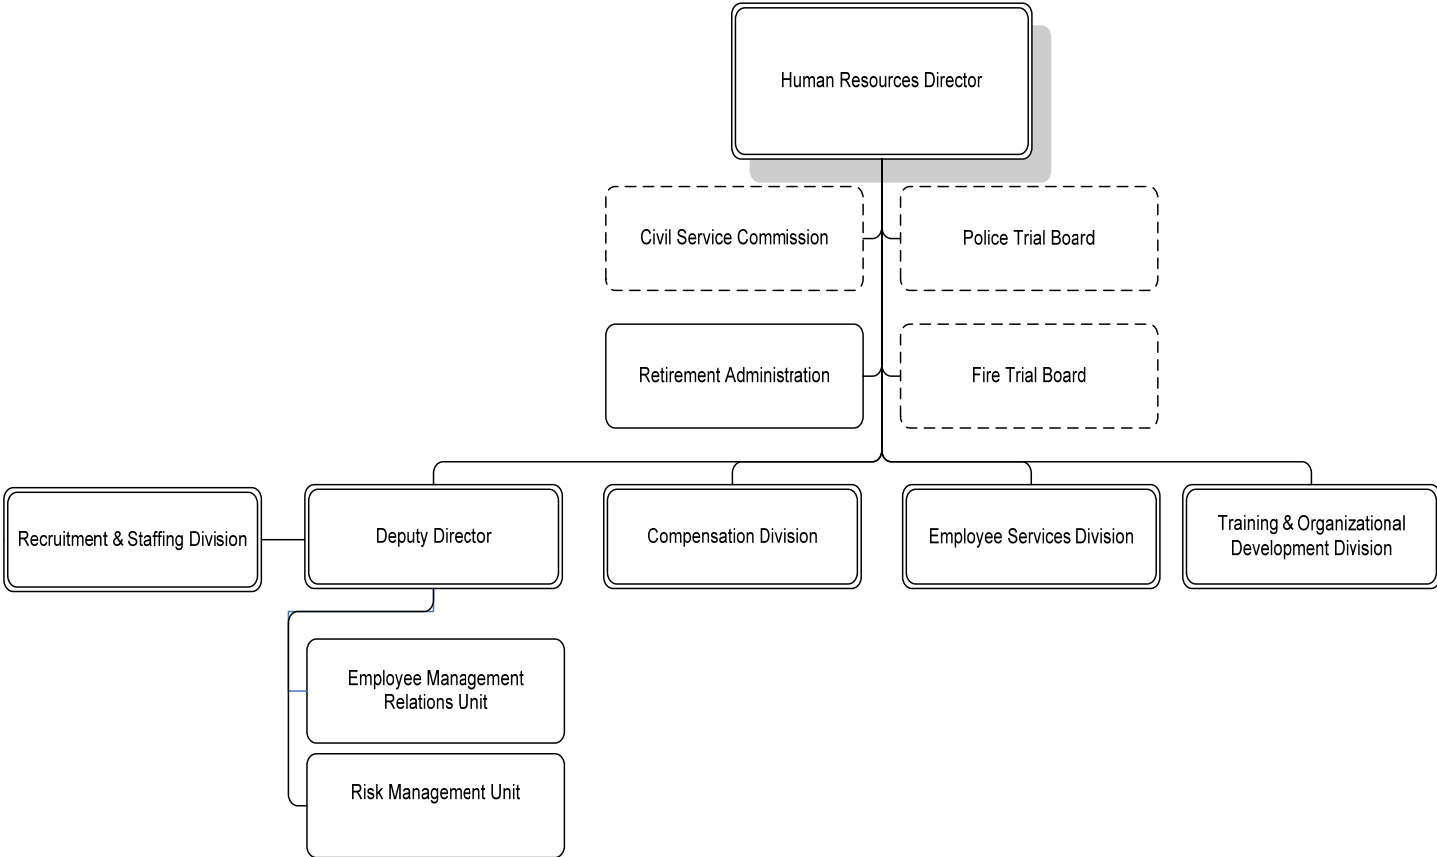 Human Resources Director
Civil Service Commission
Police Trial Board
Retirement Administration
Fire Trial Board
Recruitment & Staffing Division
Deputy Director
Compensation Division
Employee Services Division
Training & Organizational
Development Division
Employee Management
Relations Unit
Risk Management Unit